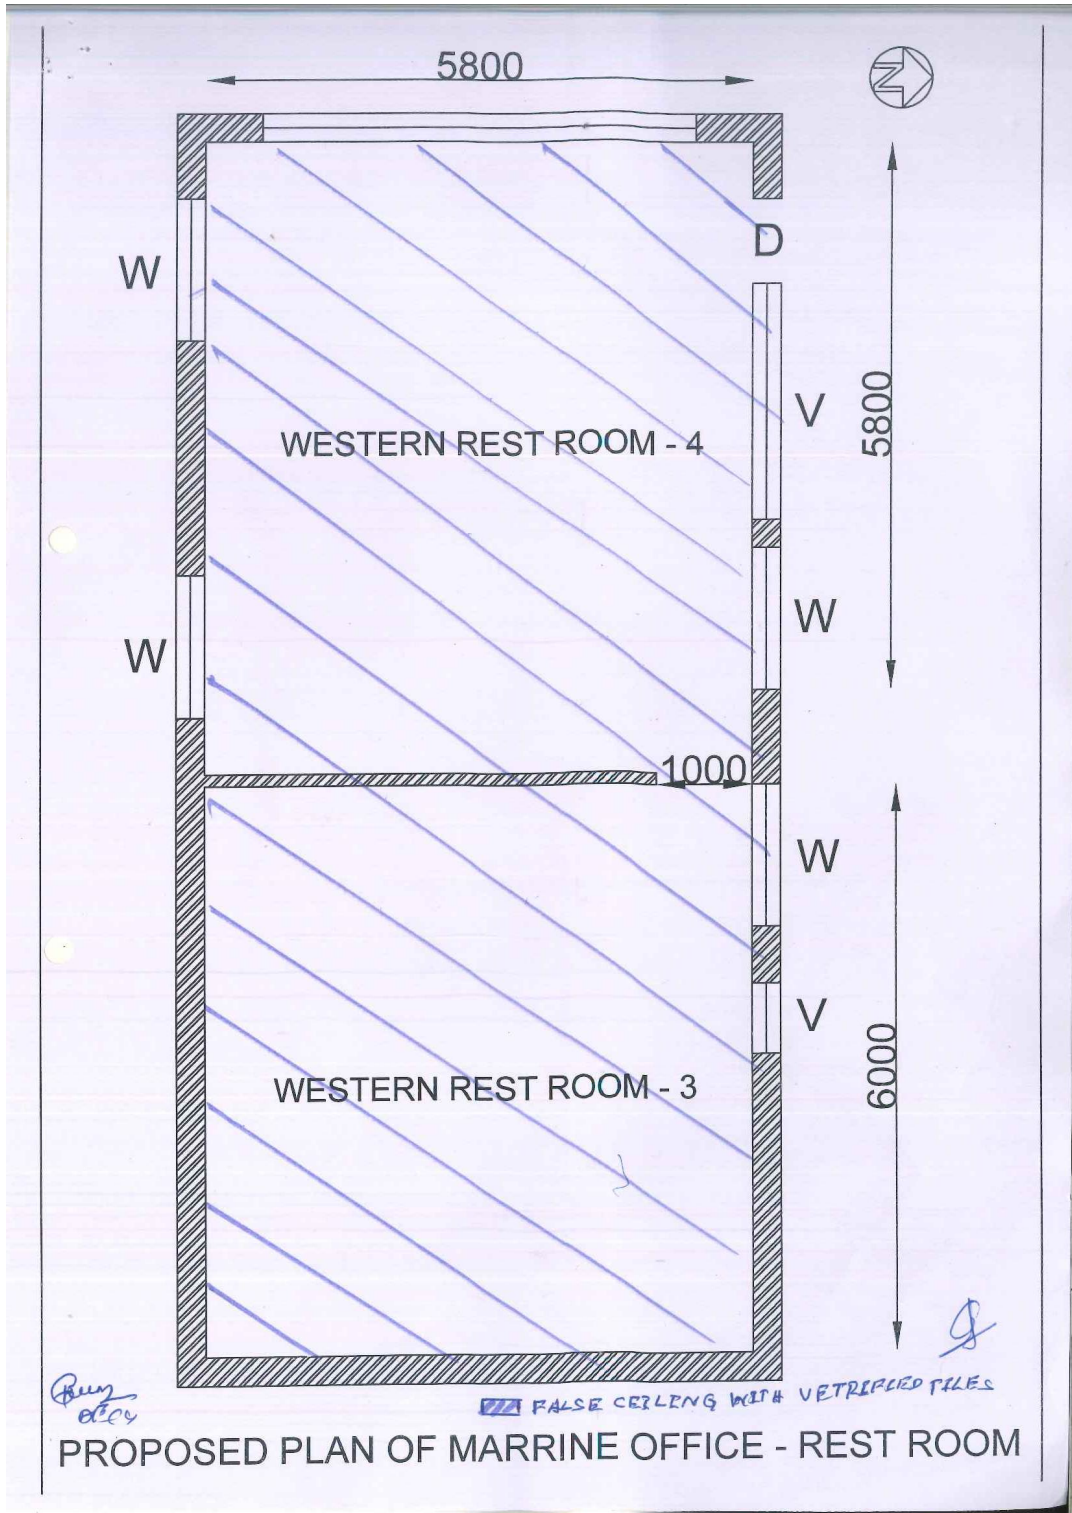 5800
N
D
W
V
5800
WESTERN REST ROOM - 4
W
W
1000
W
V
WESTERN REST ROOM - 3
6000
FALSE CEILING WITH VETRIFIED TILES
PROPOSED PLAN OF MARRINE OFFICE - REST ROOM